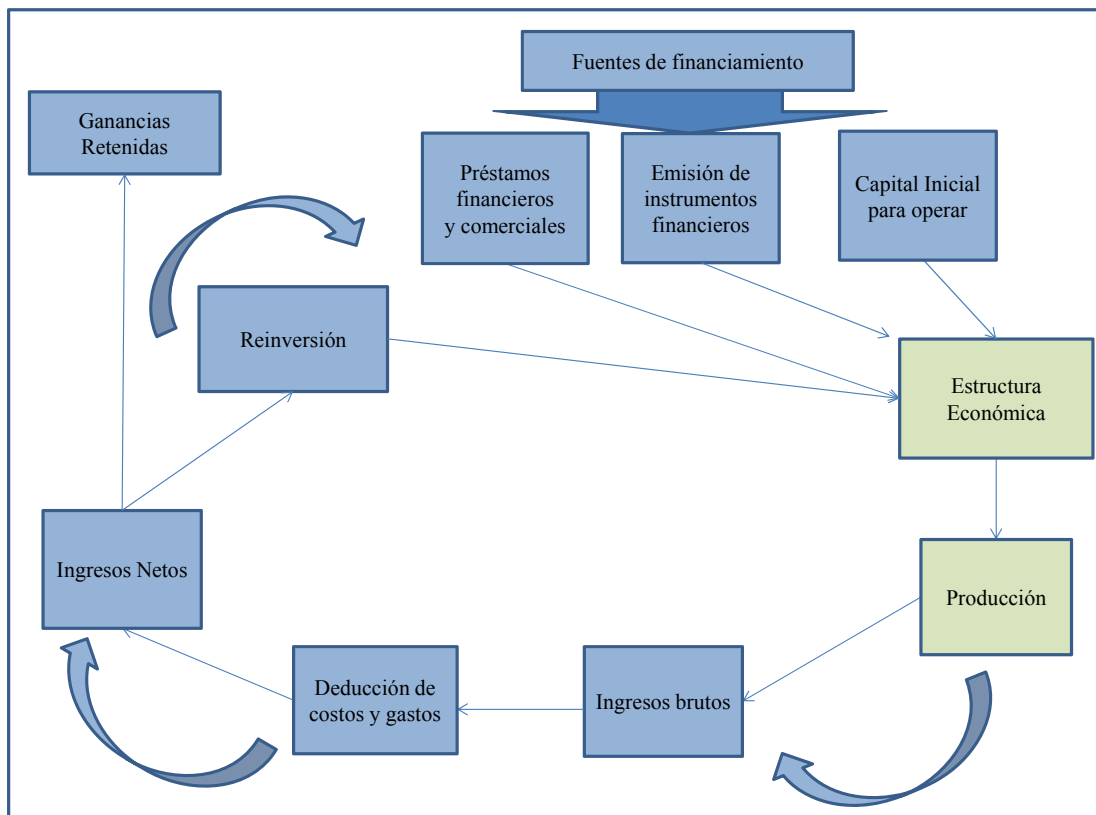 Fuentes de financiamiento
Ganancias
Retenidas
Préstamos
financieros
y comerciales
Emisión de
instrumentos
financieros
Capital Inicial
para operar
Reinversión
Estructura
Económica
Ingresos Netos
Producción
Deducción de
costos y gastos
Ingresos brutos